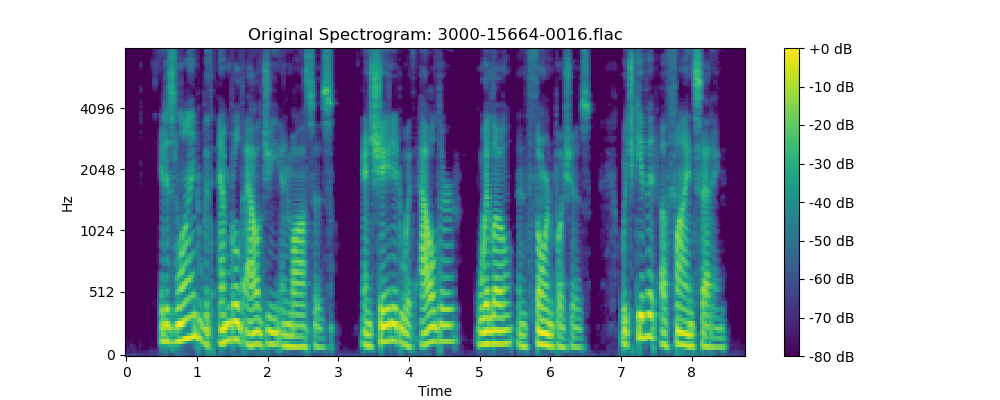 Original Spectrogram: 3000-15664-0016.flac
Hz
4096
2048
1024
512
0
0 1 2 3 4 5 6 7 8
Time
+0 dB
-10 dB
-20 dB
-30 dB
-40 dB
-50 dB
-60 dB
-70 dB
-80 dB